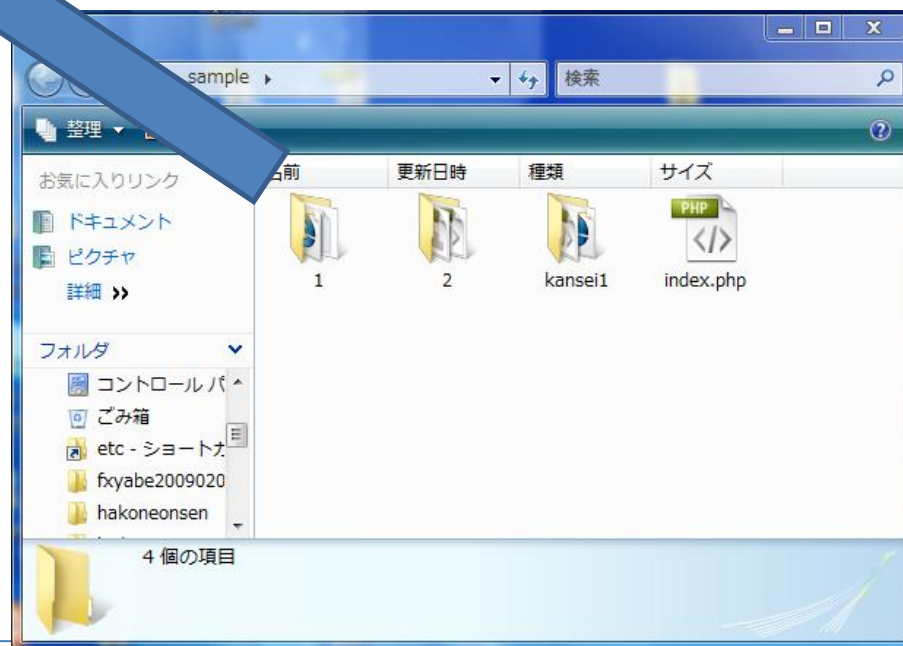 sample
検索
整理
名前 更新日時 種類 サイズ
お気に入りリンク
ドキュメント
ピクチャ
詳細 »
フォルダ
コントロール パ
ごみ箱
etc - ショートカ
fxyabe2009020
hakoneonsen
1
2
kansei1
PHP
</>
index.php
4 個の項目